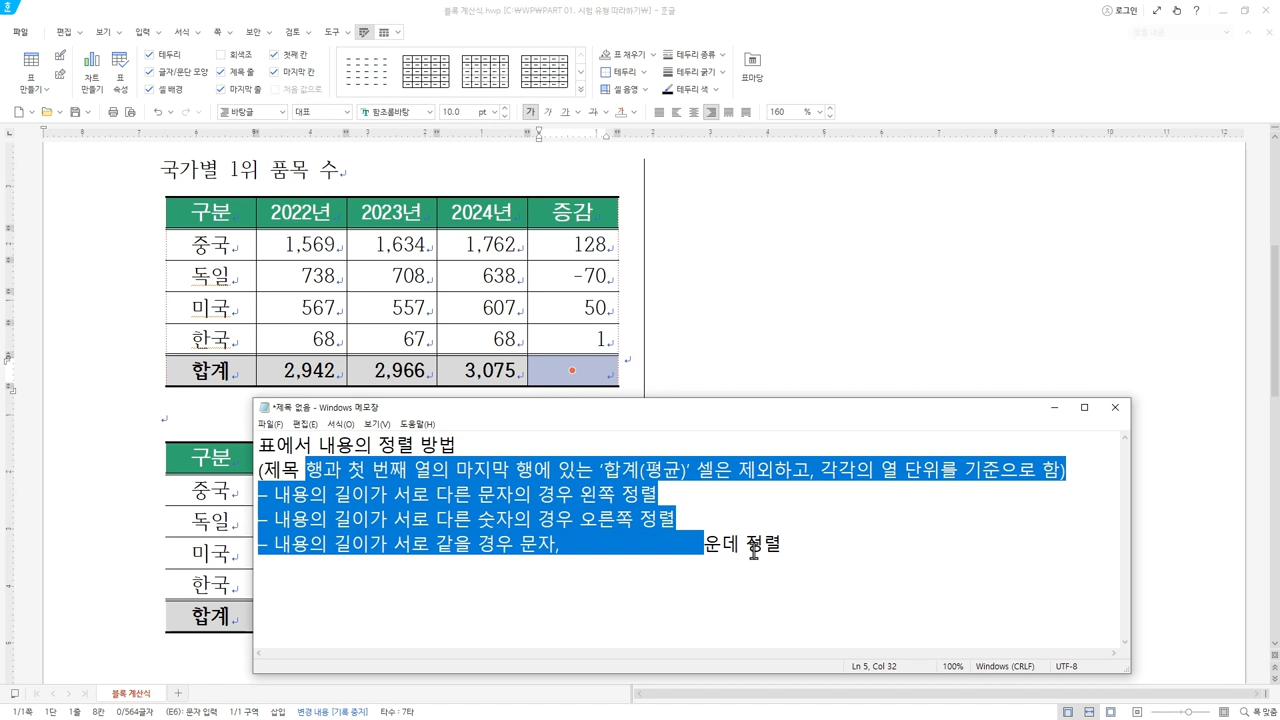 블록 계산식.hwp [C:₩WP₩PART 01. 시험 유형 따라하기₩] - 호글
로그인
파일 편집 보기 입력 서식 쪽 보안 검토 도구
표 만들기
차트 만들기
표 속성
테두리 회색조 첫째 칸
글자/문단 모양 제목 줄 마지막 칸
셀 배경 마지막 줄 처음 값으로
표 채우기 테두리 종류
테두리 테두리 굵기
셀 음영 테두리 색
표마당
바탕글 대표 함초롬바탕 10.0 pt 가 가 가 가 가 160 %
국가별 1위 품목 수
구분 2022년 2023년 2024년 증감
중국 1,569 1,634 1,762 128
독일 738 708 638 -70
미국 567 557 607 50
한국 68 67 68 1
합계 2,942 2,966 3,075
구분
중국
독일
미국
한국
합계
*제목 없음 - Windows 메모장
파일(F) 편집(E) 서식(O) 보기(V) 도움말(H)
표에서 내용의 정렬 방법
(제목 행과 첫 번째 열의 마지막 행에 있는 ‘합계(평균)’ 셀은 제외하고, 각각의 열 단위를 기준으로 함)
– 내용의 길이가 서로 다른 문자의 경우 왼쪽 정렬
– 내용의 길이가 서로 다른 숫자의 경우 오른쪽 정렬
– 내용의 길이가 서로 같을 경우 문자, 운데 정렬
Ln 5, Col 32 100% Windows (CRLF) UTF-8
블록 계산식
1/1쪽 1단 1줄 8칸 0/564글자 (E6): 문자 입력 1/1 구역 삽입 변경 내용 [기록 중지] 타수 : 7타 폭 맞춤